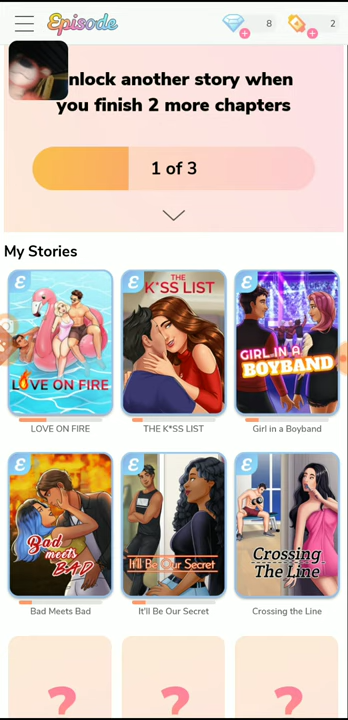 Episode
8
2
nlock another story when
you finish 2 more chapters
1 of 3
My Stories
LOVE ON FIRE
THE
K*SS LIST
GIRL IN A
BOYBAND
LOVE ON FIRE
THE K*SS LIST
Girl in a Boyband
Bad
meets
BAD
It'll Be Our Secret
Crossing
The Line
Bad Meets Bad
It'll Be Our Secret
Crossing the Line
? ? ?